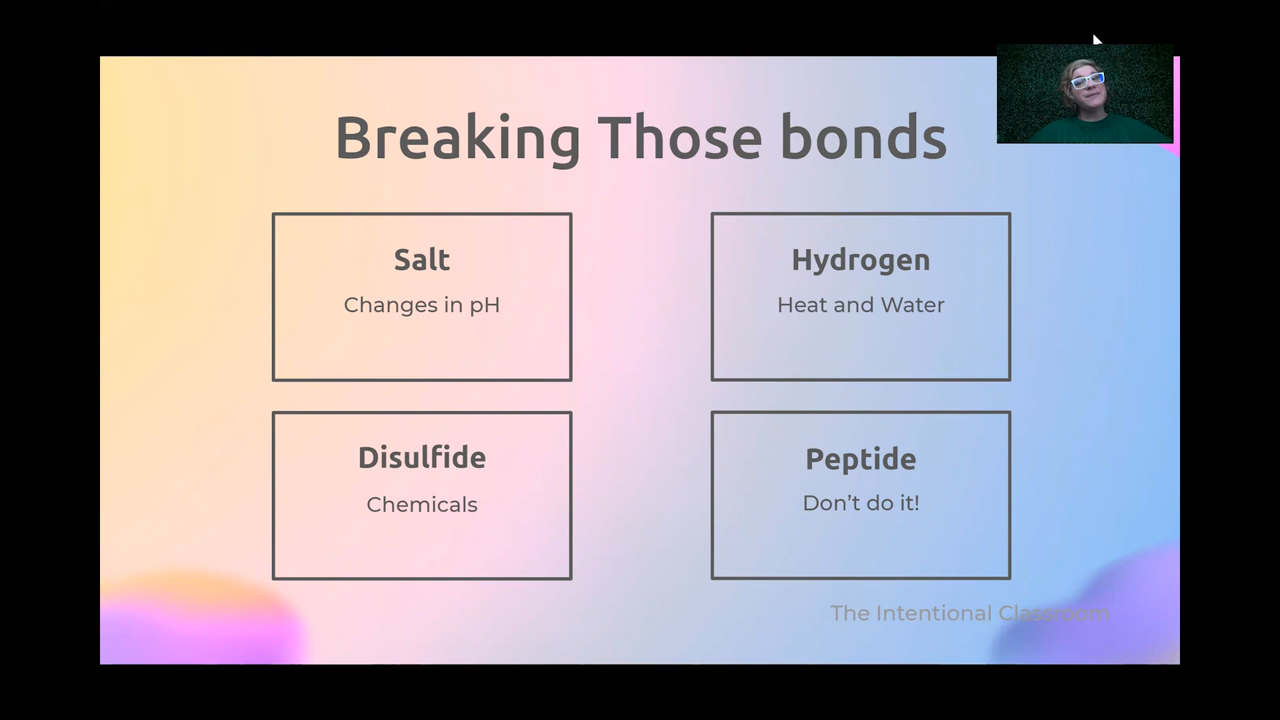 Breaking Those bonds
Salt
Changes in pH
Hydrogen
Heat and Water
Disulfide
Chemicals
Peptide
Don’t do it!
The Intentional Classroom